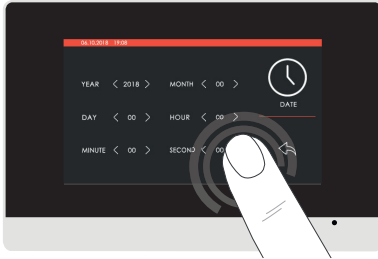 06.10.2018 19:08
YEAR < 2018 > MONTH < 00 >
DATE
DAY < 00 > HOUR < 00 >
MINUTE < 00 > SECOND < 00